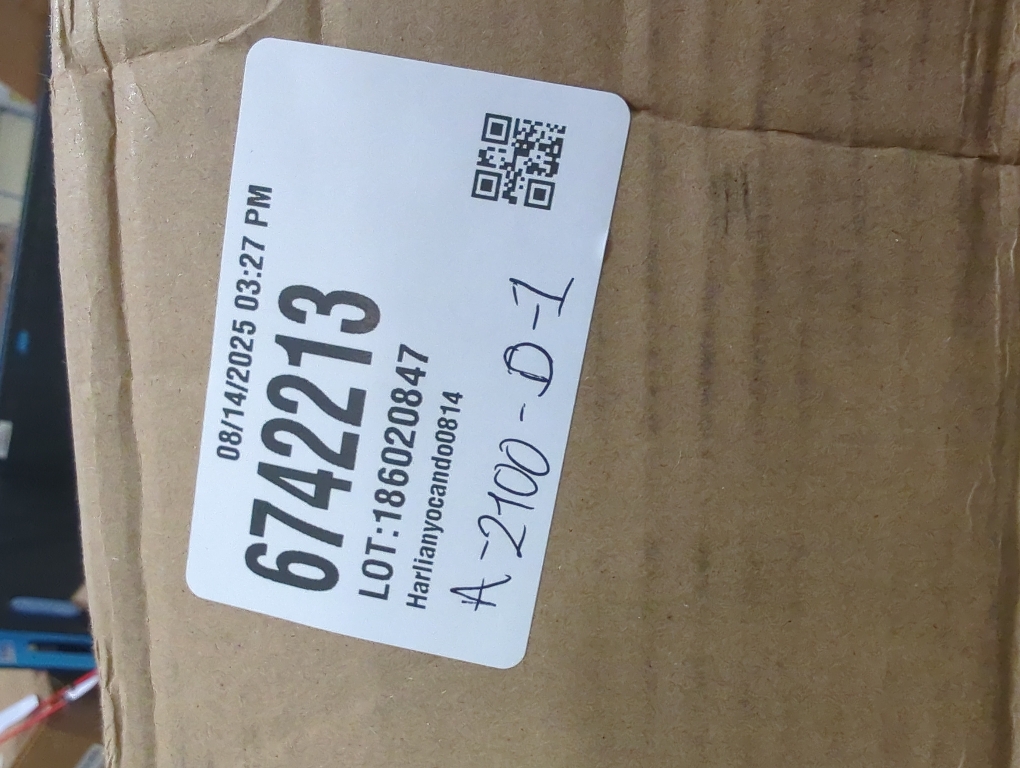 08/14/2025 03:27 PM
6742213
LOT:186020847
Harlianyocando0814
A-2100-D-1